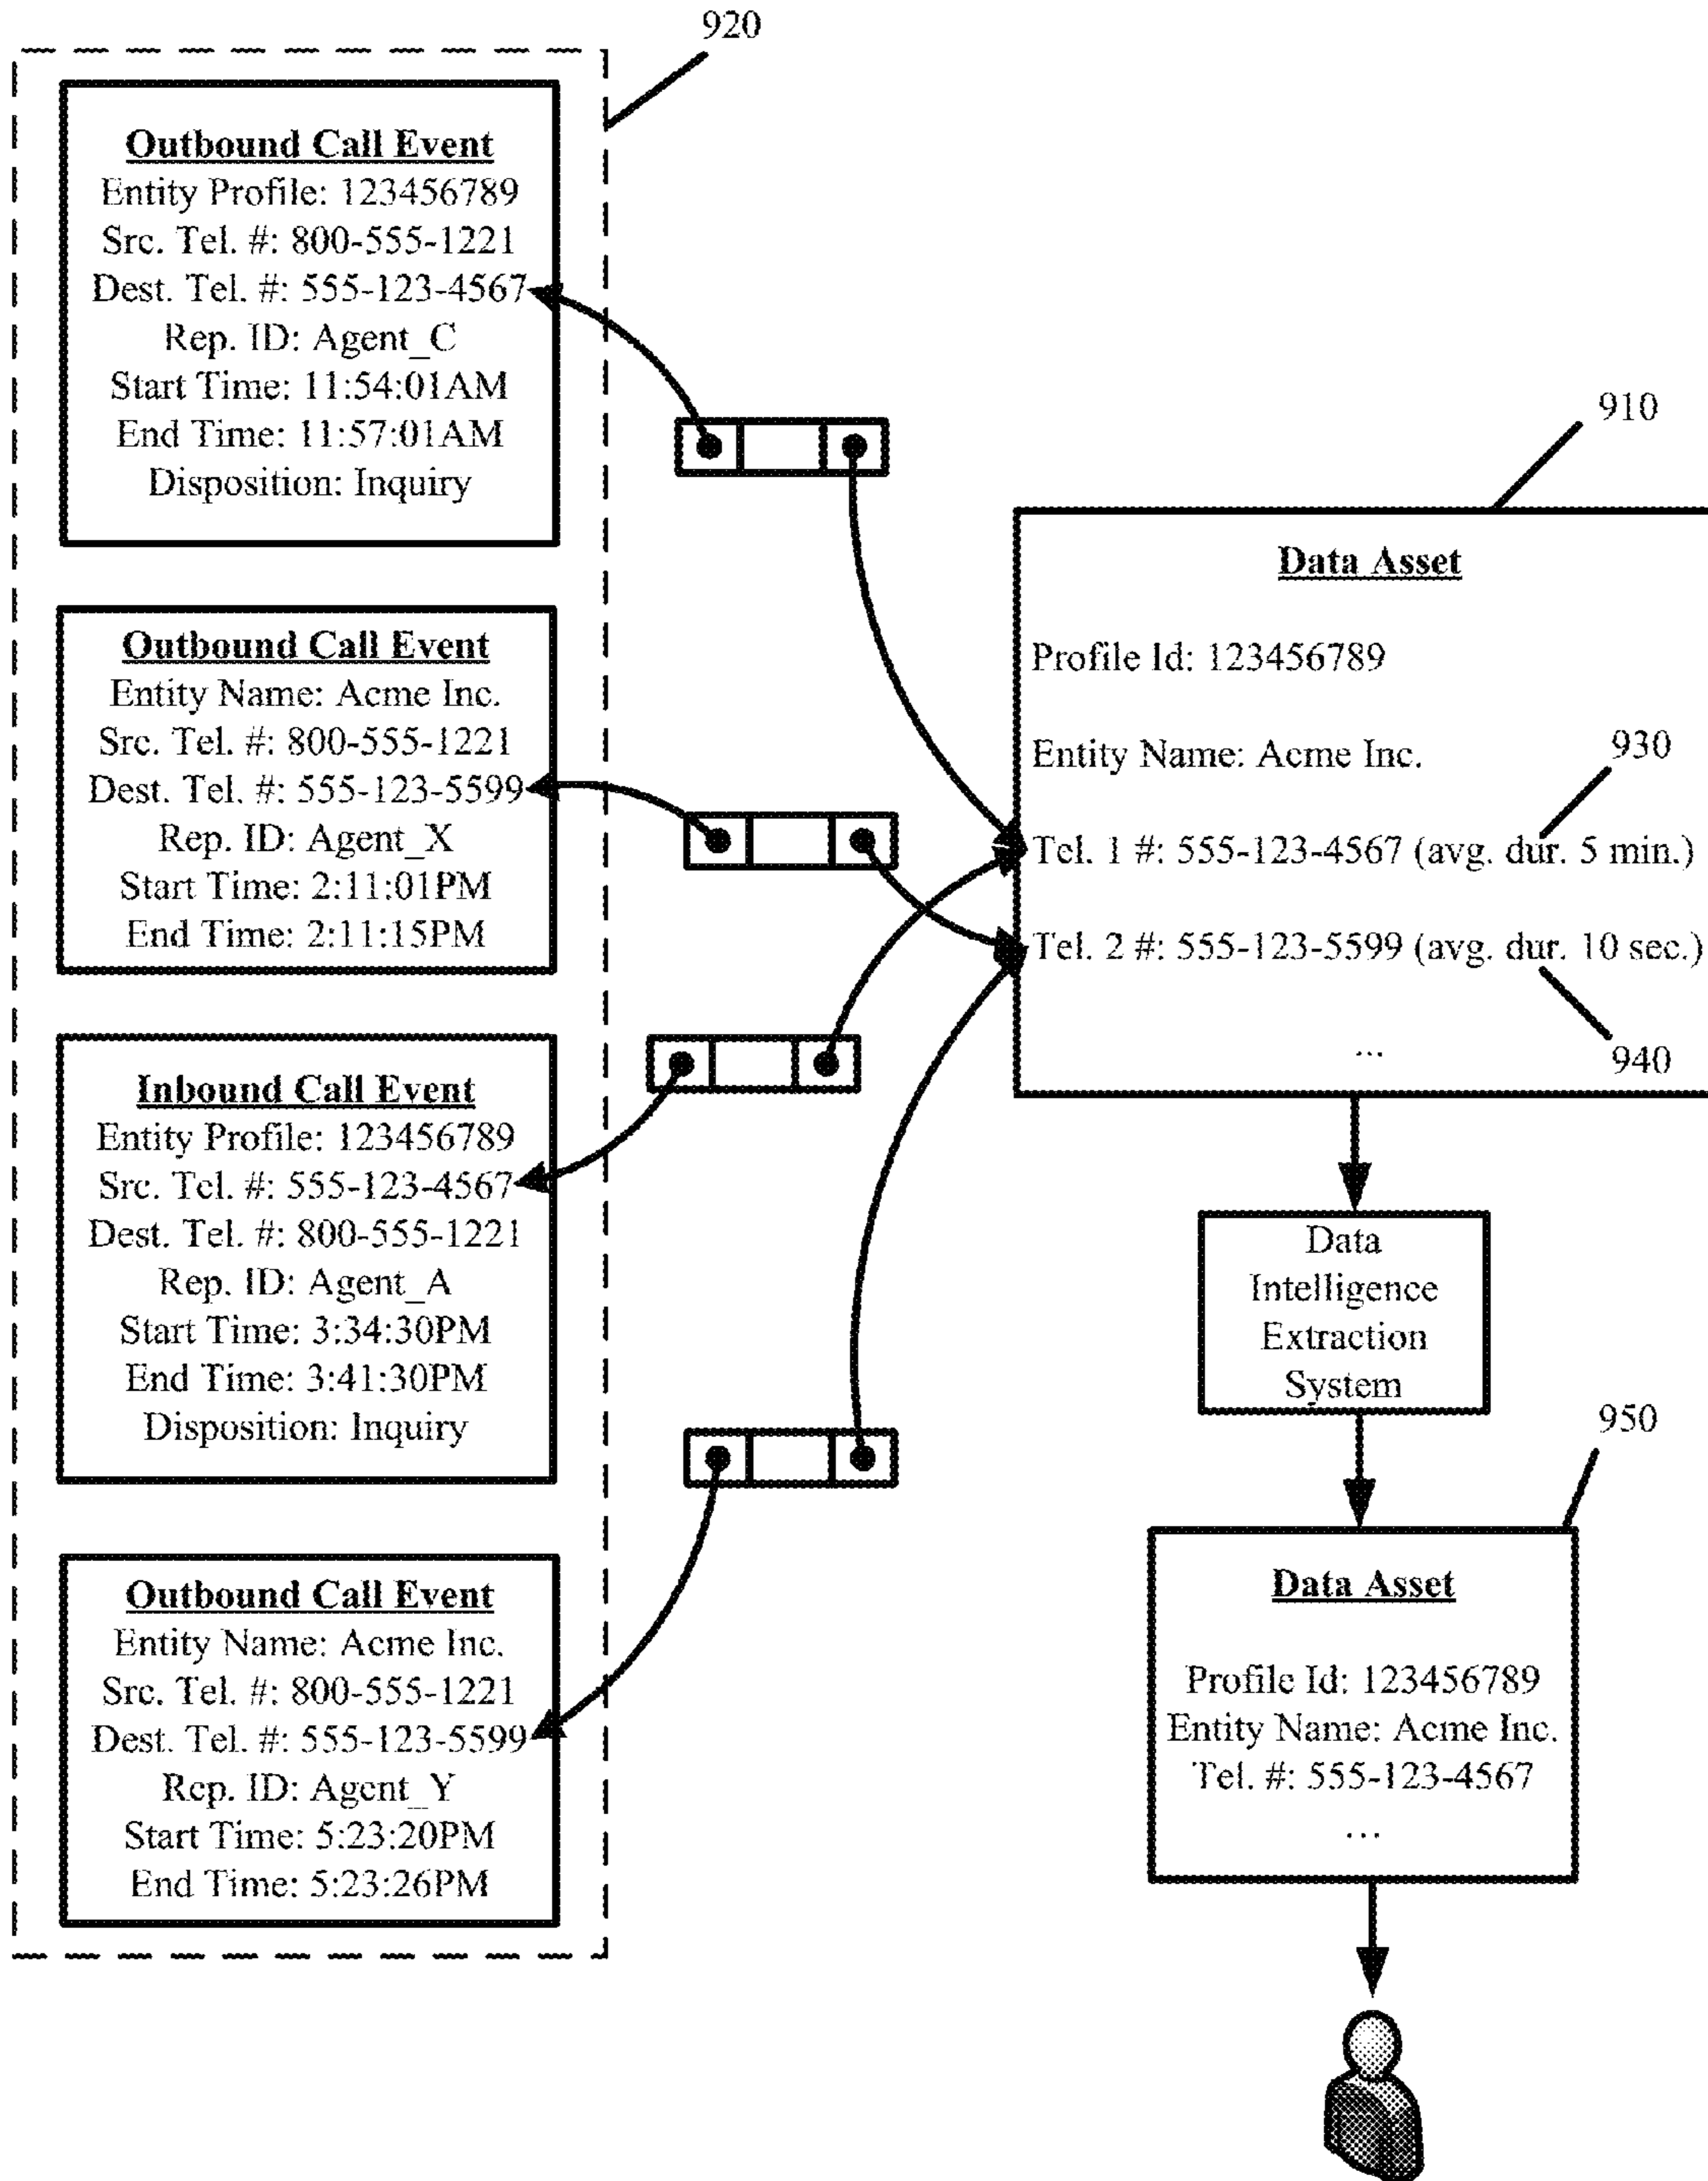 920
Outbound Call Event
Entity Profile: 123456789
Src. Tel. #: 800-555-1221
Dest. Tel. #: 555-123-4567
Rep. ID: Agent_C
Start Time: 11:54:01AM
End Time: 11:57:01AM
Disposition: Inquiry
Outbound Call Event
Entity Name: Acme Inc.
Src. Tel. #: 800-555-1221
Dest. Tel. #: 555-123-5599
Rep. ID: Agent_X
Start Time: 2:11:01PM
End Time: 2:11:15PM
Inbound Call Event
Entity Profile: 123456789
Src. Tel. #: 555-123-4567
Dest. Tel. #: 800-555-1221
Rep. ID: Agent_A
Start Time: 3:34:30PM
End Time: 3:41:30PM
Disposition: Inquiry
Outbound Call Event
Entity Name: Acme Inc.
Src. Tel. #: 800-555-1221
Dest. Tel. #: 555-123-5599
Rep. ID: Agent_Y
Start Time: 5:23:20PM
End Time: 5:23:26PM
910
Data Asset
Profile Id: 123456789
Entity Name: Acme Inc.
930
Tel. 1 #: 555-123-4567 (avg. dur. 5 min.)
Tel. 2 #: 555-123-5599 (avg. dur. 10 sec.)
...
940
Data
Intelligence
Extraction
System
950
Data Asset
Profile Id: 123456789
Entity Name: Acme Inc.
Tel. #: 555-123-4567
...